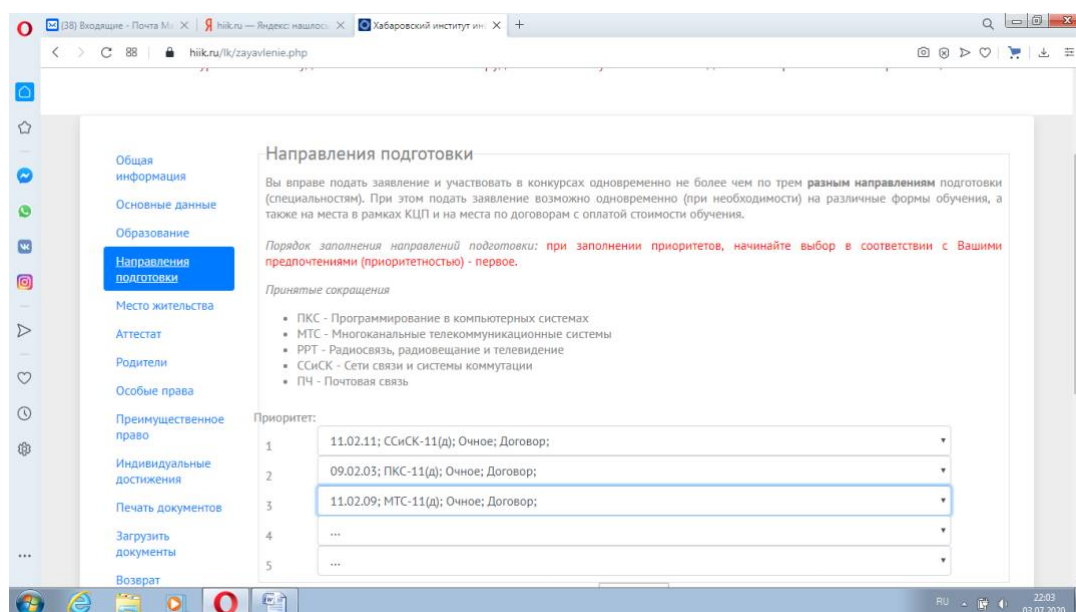 (38) Входящие - Почта Ma
hiik.ru — Яндекс: нашлось
Хабаровский институт ин
88
hiik.ru/lk/zayavlenie.php
Общая
информация
Основные данные
Образование
Направления
подготовки
Место жительства
Аттестат
Родители
Особые права
Преимущественное
право
Индивидуальные
достижения
Печать документов
Загрузить
документы
Возврат
Направления подготовки
Вы вправе подать заявление и участвовать в конкурсах одновременно не более чем по трем разным направлениям подготовки
(специальностям). При этом подать заявление возможно одновременно (при необходимости) на различные формы обучения, а
также на места в рамках КЦП и на места по договорам с оплатой стоимости обучения.
Порядок заполнения направлений подготовки: при заполнении приоритетов, начинайте выбор в соответствии с Вашими
предпочтениями (приоритетностью) - первое.
Принятые сокращения
• ПКС - Программирование в компьютерных системах
• МТС - Многоканальные телекоммуникационные системы
• РРТ - Радиосвязь, радиовещание и телевидение
• ССиСК - Сети связи и системы коммутации
• ПЧ - Почтовая связь
Приоритет:
1 11.02.11; ССиСК-11(д); Очное; Договор;
2 09.02.03; ПКС-11(д); Очное; Договор;
3 11.02.09; МТС-11(д); Очное; Договор;
4 ...
5 ...
RU
22:03
03.07.2020